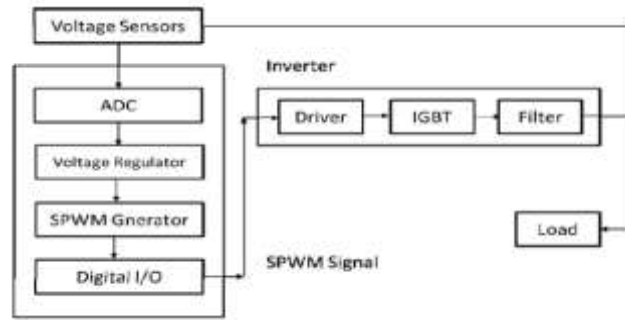 Voltage Sensors
Inverter
ADC
Driver
IGBT
Filter
Voltage Regulator
SPWM Gnerator
Load
Digital I/O
SPWM Signal